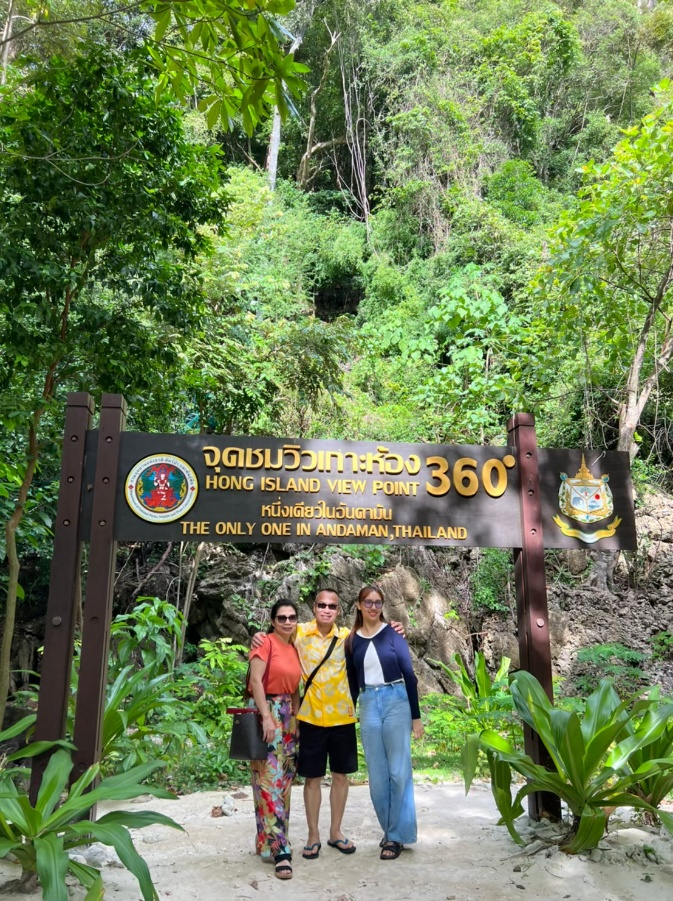 จุดชมวิวเกาะห้อง 360°
HONG ISLAND VIEW POINT
หนึ่งเดียวในอันดามัน
THE ONLY ONE IN ANDAMAN,THAILAND